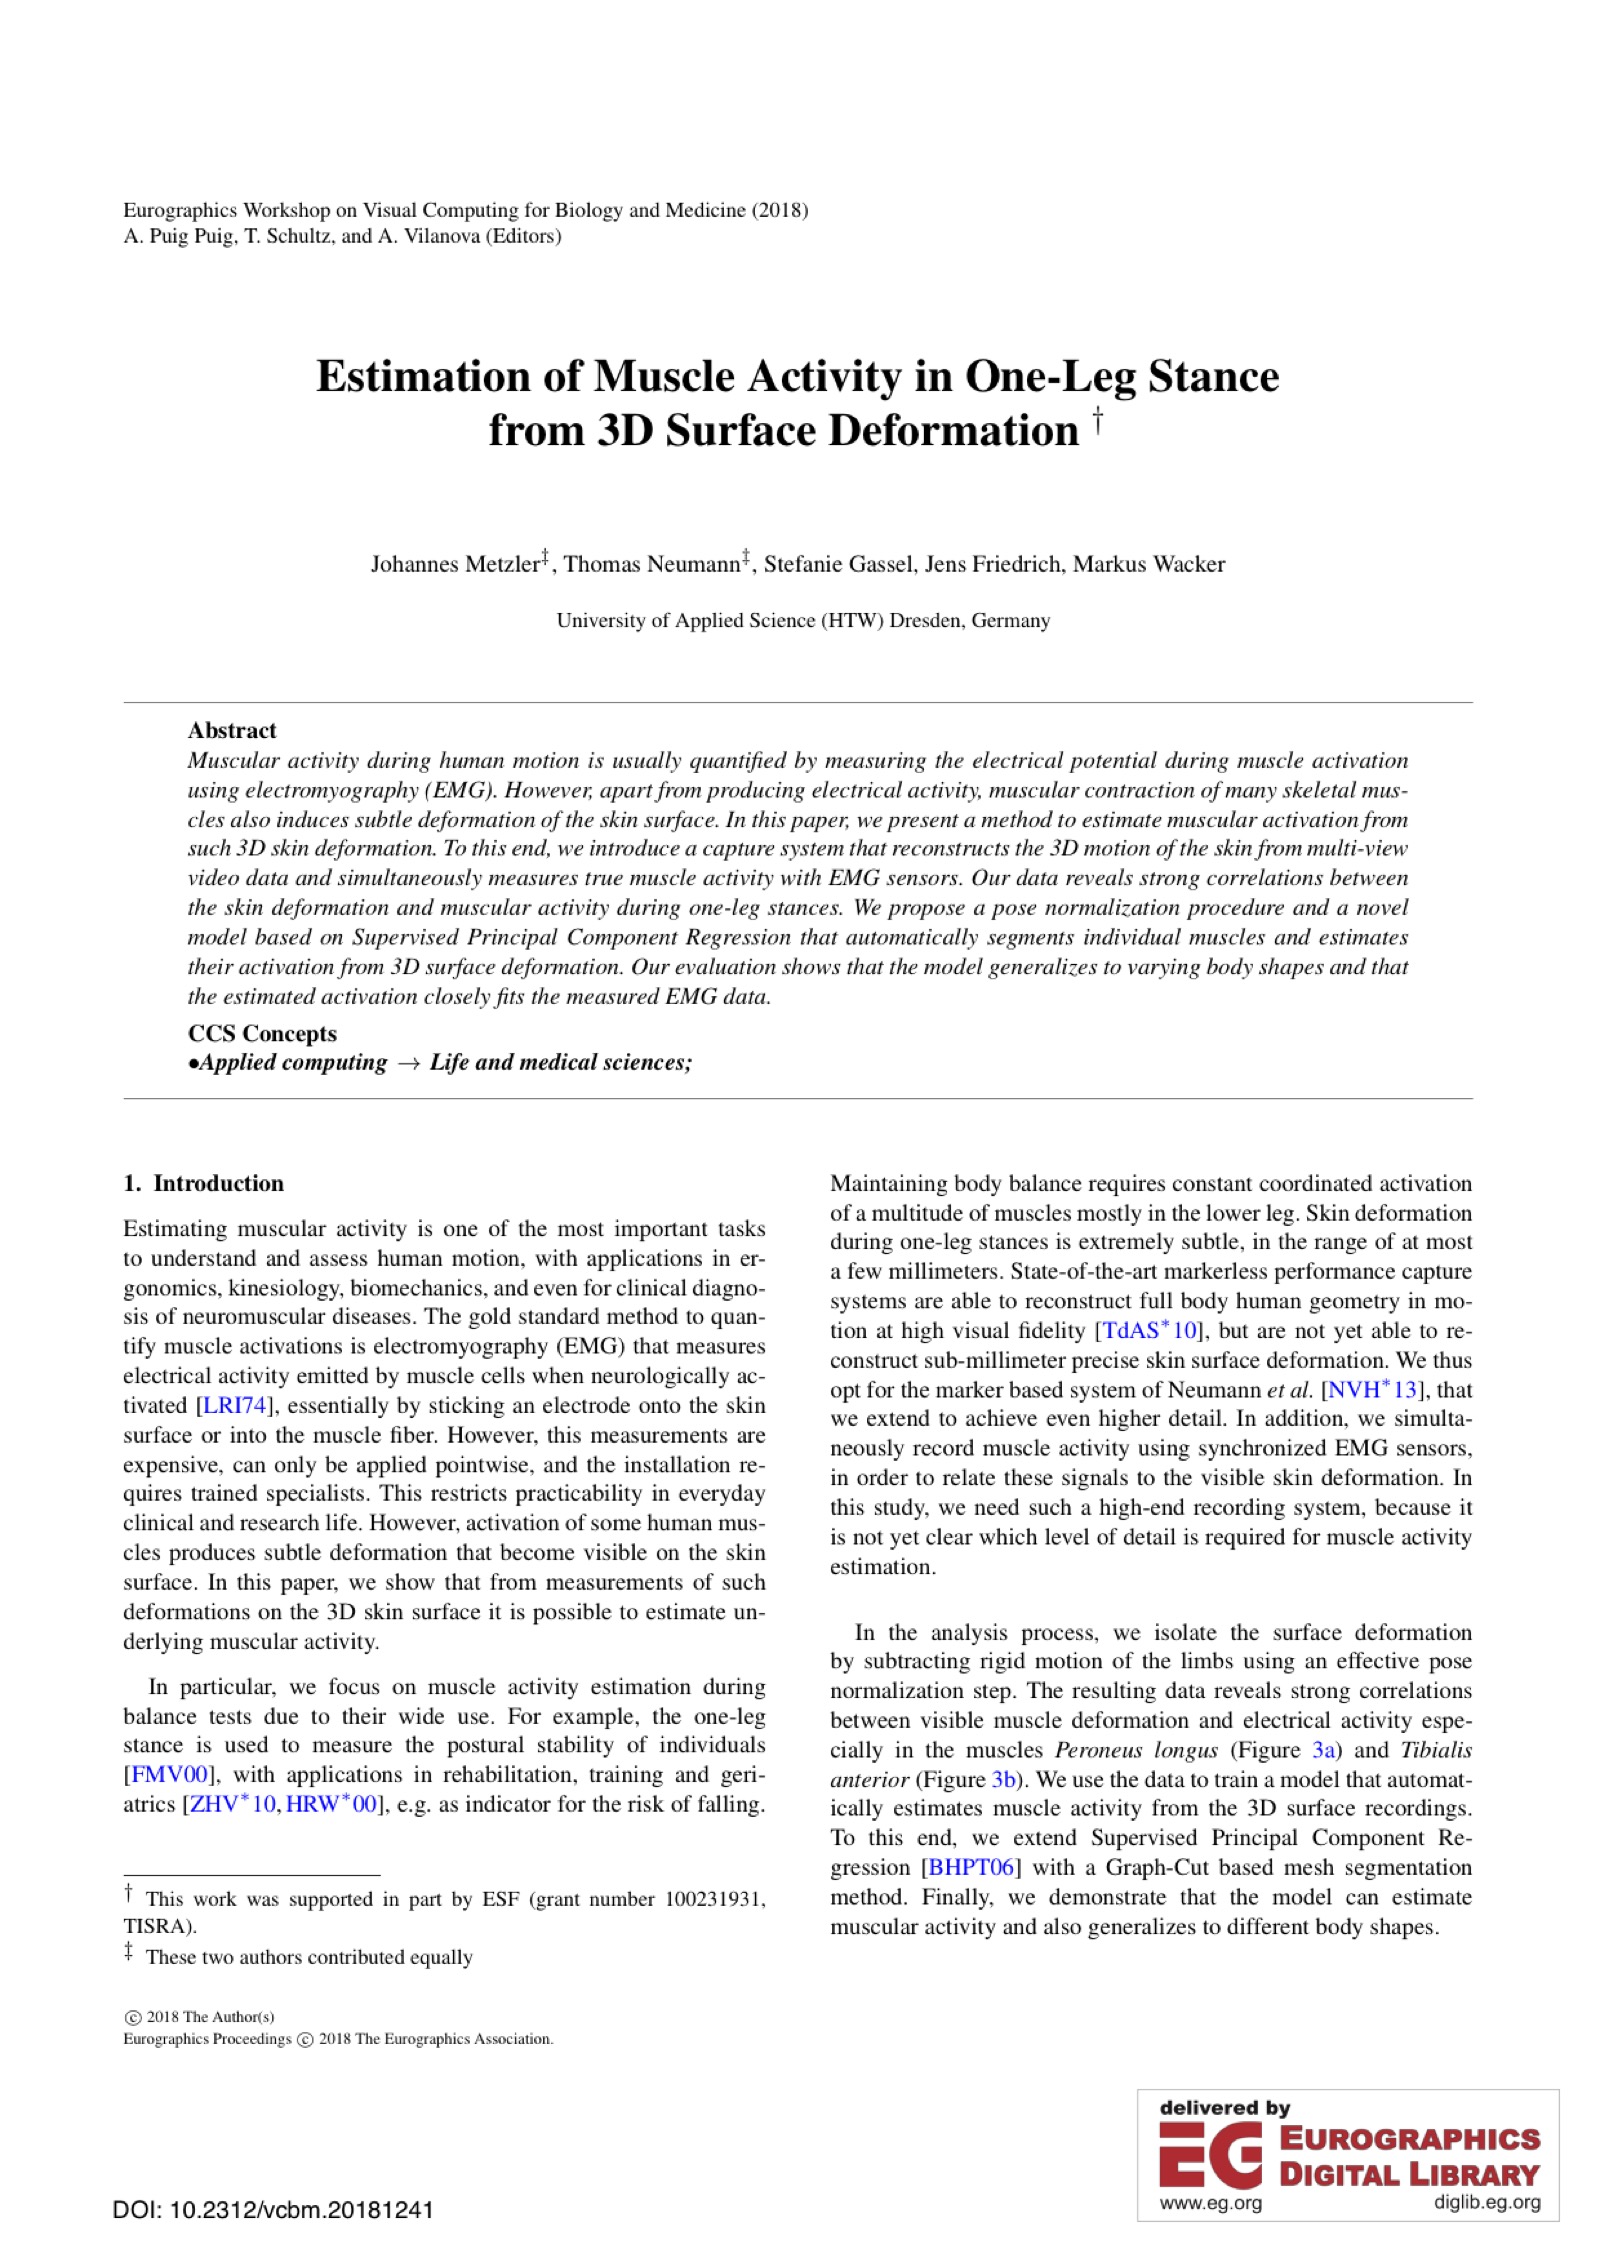 Eurographics Workshop on Visual Computing for Biology and Medicine (2018)
A. Puig Puig, T. Schultz, and A. Vilanova (Editors)
Estimation of Muscle Activity in One-Leg Stance
from 3D Surface Deformation †
Johannes Metzler‡, Thomas Neumann‡, Stefanie Gassel, Jens Friedrich, Markus Wacker
University of Applied Science (HTW) Dresden, Germany
Abstract
Muscular activity during human motion is usually quantified by measuring the electrical potential during muscle activation
using electromyography (EMG). However, apart from producing electrical activity, muscular contraction of many skeletal mus-
cles also induces subtle deformation of the skin surface. In this paper, we present a method to estimate muscular activation from
such 3D skin deformation. To this end, we introduce a capture system that reconstructs the 3D motion of the skin from multi-view
video data and simultaneously measures true muscle activity with EMG sensors. Our data reveals strong correlations between
the skin deformation and muscular activity during one-leg stances. We propose a pose normalization procedure and a novel
model based on Supervised Principal Component Regression that automatically segments individual muscles and estimates
their activation from 3D surface deformation. Our evaluation shows that the model generalizes to varying body shapes and that
the estimated activation closely fits the measured EMG data.
CCS Concepts
•Applied computing → Life and medical sciences;
1. Introduction
Estimating muscular activity is one of the most important tasks
to understand and assess human motion, with applications in er-
gonomics, kinesiology, biomechanics, and even for clinical diagno-
sis of neuromuscular diseases. The gold standard method to quan-
tify muscle activations is electromyography (EMG) that measures
electrical activity emitted by muscle cells when neurologically ac-
tivated [LRI74], essentially by sticking an electrode onto the skin
surface or into the muscle fiber. However, this measurements are
expensive, can only be applied pointwise, and the installation re-
quires trained specialists. This restricts practicability in everyday
clinical and research life. However, activation of some human mus-
cles produces subtle deformation that become visible on the skin
surface. In this paper, we show that from measurements of such
deformations on the 3D skin surface it is possible to estimate un-
derlying muscular activity.
In particular, we focus on muscle activity estimation during
balance tests due to their wide use. For example, the one-leg
stance is used to measure the postural stability of individuals
[FMV00], with applications in rehabilitation, training and geri-
atrics [ZHV*10, HRW*00], e.g. as indicator for the risk of falling.
† This work was supported in part by ESF (grant number 100231931,
TISRA).
‡ These two authors contributed equally
© 2018 The Author(s)
Eurographics Proceedings © 2018 The Eurographics Association.
Maintaining body balance requires constant coordinated activation
of a multitude of muscles mostly in the lower leg. Skin deformation
during one-leg stances is extremely subtle, in the range of at most
a few millimeters. State-of-the-art markerless performance capture
systems are able to reconstruct full body human geometry in mo-
tion at high visual fidelity [TdAS*10], but are not yet able to re-
construct sub-millimeter precise skin surface deformation. We thus
opt for the marker based system of Neumann et al. [NVH*13], that
we extend to achieve even higher detail. In addition, we simulta-
neously record muscle activity using synchronized EMG sensors,
in order to relate these signals to the visible skin deformation. In
this study, we need such a high-end recording system, because it
is not yet clear which level of detail is required for muscle activity
estimation.
In the analysis process, we isolate the surface deformation
by subtracting rigid motion of the limbs using an effective pose
normalization step. The resulting data reveals strong correlations
between visible muscle deformation and electrical activity espe-
cially in the muscles Peroneus longus (Figure 3a) and Tibialis
anterior (Figure 3b). We use the data to train a model that automat-
ically estimates muscle activity from the 3D surface recordings.
To this end, we extend Supervised Principal Component Re-
gression [BHPT06] with a Graph-Cut based mesh segmentation
method. Finally, we demonstrate that the model can estimate
muscular activity and also generalizes to different body shapes.
delivered by
EG EUROGRAPHICS
DIGITAL LIBRARY
www.eg.org diglib.eg.org
DOI: 10.2312/vcbm.20181241